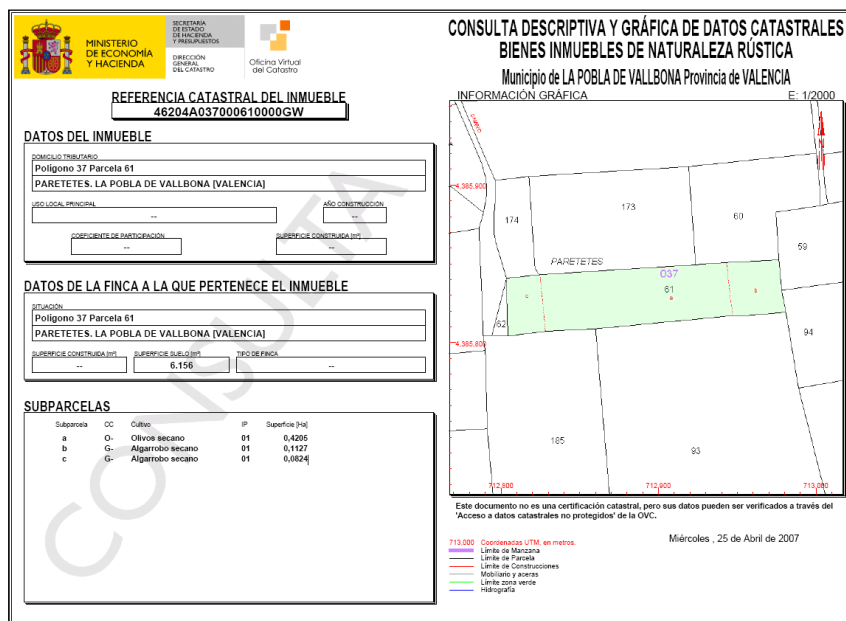 MINISTERIO
DE ECONOMÍA
Y HACIENDA
SECRETARÍA
DE ESTADO
DE HACIENDA
Y PRESUPUESTOS
DIRECCIÓN
GENERAL
DEL CATASTRO
Oficina Virtual
del Catastro
CONSULTA DESCRIPTIVA Y GRÁFICA DE DATOS CATASTRALES
BIENES INMUEBLES DE NATURALEZA RÚSTICA
Municipio de LA POBLA DE VALLBONA Provincia de VALENCIA
REFERENCIA CATASTRAL DEL INMUEBLE
46204A037000610000GW
DATOS DEL INMUEBLE
DOMICILIO TRIBUTARIO
Polígono 37 Parcela 61
PARETETES. LA POBLA DE VALLBONA [VALENCIA]
USO LOCAL PRINCIPAL AÑO CONSTRUCCIÓN
-- --
COEFICIENTE DE PARTICIPACIÓN SUPERFICIE CONSTRUIDA [m²]
-- --
DATOS DE LA FINCA A LA QUE PERTENECE EL INMUEBLE
SITUACIÓN
Polígono 37 Parcela 61
PARETETES. LA POBLA DE VALLBONA [VALENCIA]
SUPERFICIE CONSTRUIDA [m²] SUPERFICIE SUELO [m²] TIPO DE FINCA
-- 6.156 --
SUBPARCELAS
Subparcela CC Cultivo IP Superficie [Ha]
a O- Olivos secano 01 0,4205
b G- Algarrobo secano 01 0,1127
c G- Algarrobo secano 01 0,0824
CONSULTA
INFORMACIÓN GRÁFICA E: 1/2000
CAMINO
4,385,900
174
173
60
59
PARETETES
037
61
c
a
b
62
94
4,385,800
185
93
712,800 712,900 713,000
Este documento no es una certificación catastral, pero sus datos pueden ser verificados a través del
'Acceso a datos catastrales no protegidos' de la OVC.
Miércoles , 25 de Abril de 2007
713,000 Coordenadas UTM, en metros.
Límite de Manzana
Límite de Parcela
Límite de Construcciones
Mobiliario y aceras
Límite zona verde
Hidrografía